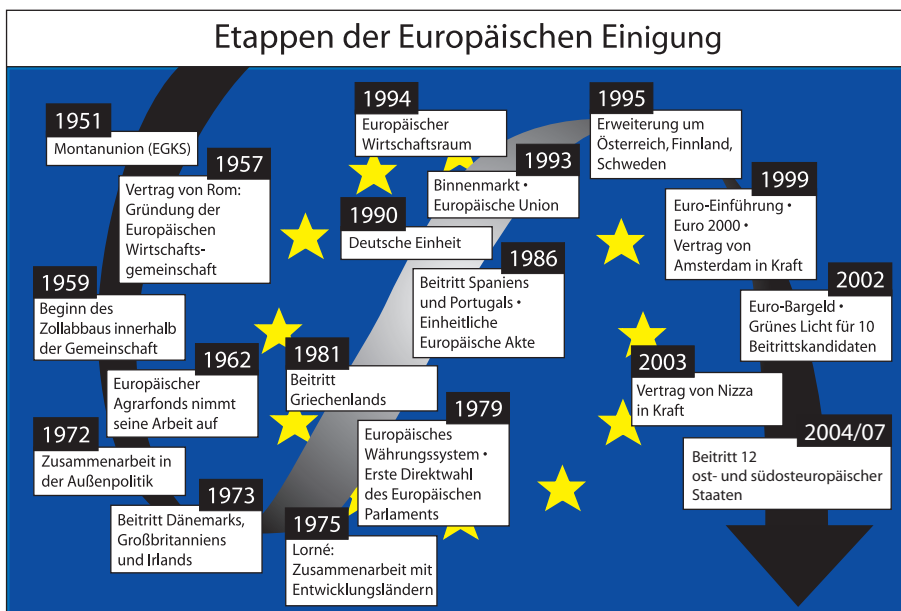 Etappen der Europäischen Einigung
1951
Montanunion (EGKS)
1957
Vertrag von Rom:
Gründung der
Europäischen
Wirtschafts-
gemeinschaft
1959
Beginn des
Zollabbaus innerhalb
der Gemeinschaft
1962
Europäischer
Agrarfonds nimmt
seine Arbeit auf
1972
Zusammenarbeit in
der Außenpolitik
1973
Beitritt Dänemarks,
Großbritanniens
und Irlands
1975
Lorné:
Zusammenarbeit mit
Entwicklungsländern
1979
Europäisches
Währungssystem •
Erste Direktwahl
des Europäischen
Parlaments
1981
Beitritt
Griechenlands
1986
Beitritt Spaniens
und Portugals •
Einheitliche
Europäische Akte
1990
Deutsche Einheit
1993
Binnenmarkt •
Europäische Union
1994
Europäischer
Wirtschaftsraum
1995
Erweiterung um
Österreich, Finnland,
Schweden
1999
Euro-Einführung •
Euro 2000 •
Vertrag von
Amsterdam in Kraft
2002
Euro-Bargeld •
Grünes Licht für 10
Beitrittskandidaten
2003
Vertrag von Nizza
in Kraft
2004/07
Beitritt 12
ost- und südosteuropäischer
Staaten